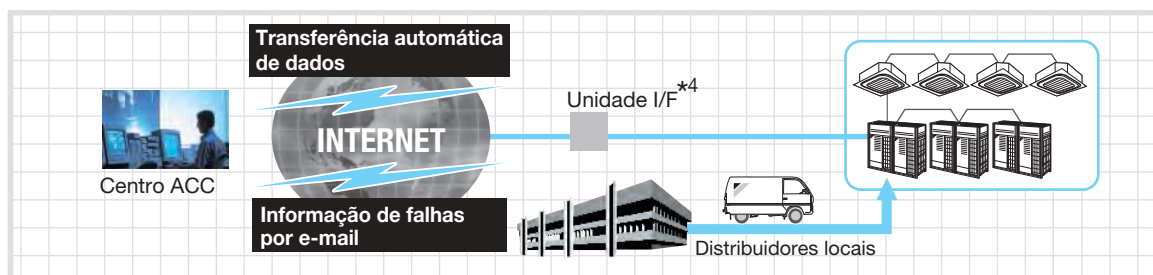 Transferência automática
de dados
Unidade I/F*4
INTERNET
Centro ACC
Informação de falhas
por e-mail
Distribuidores locais